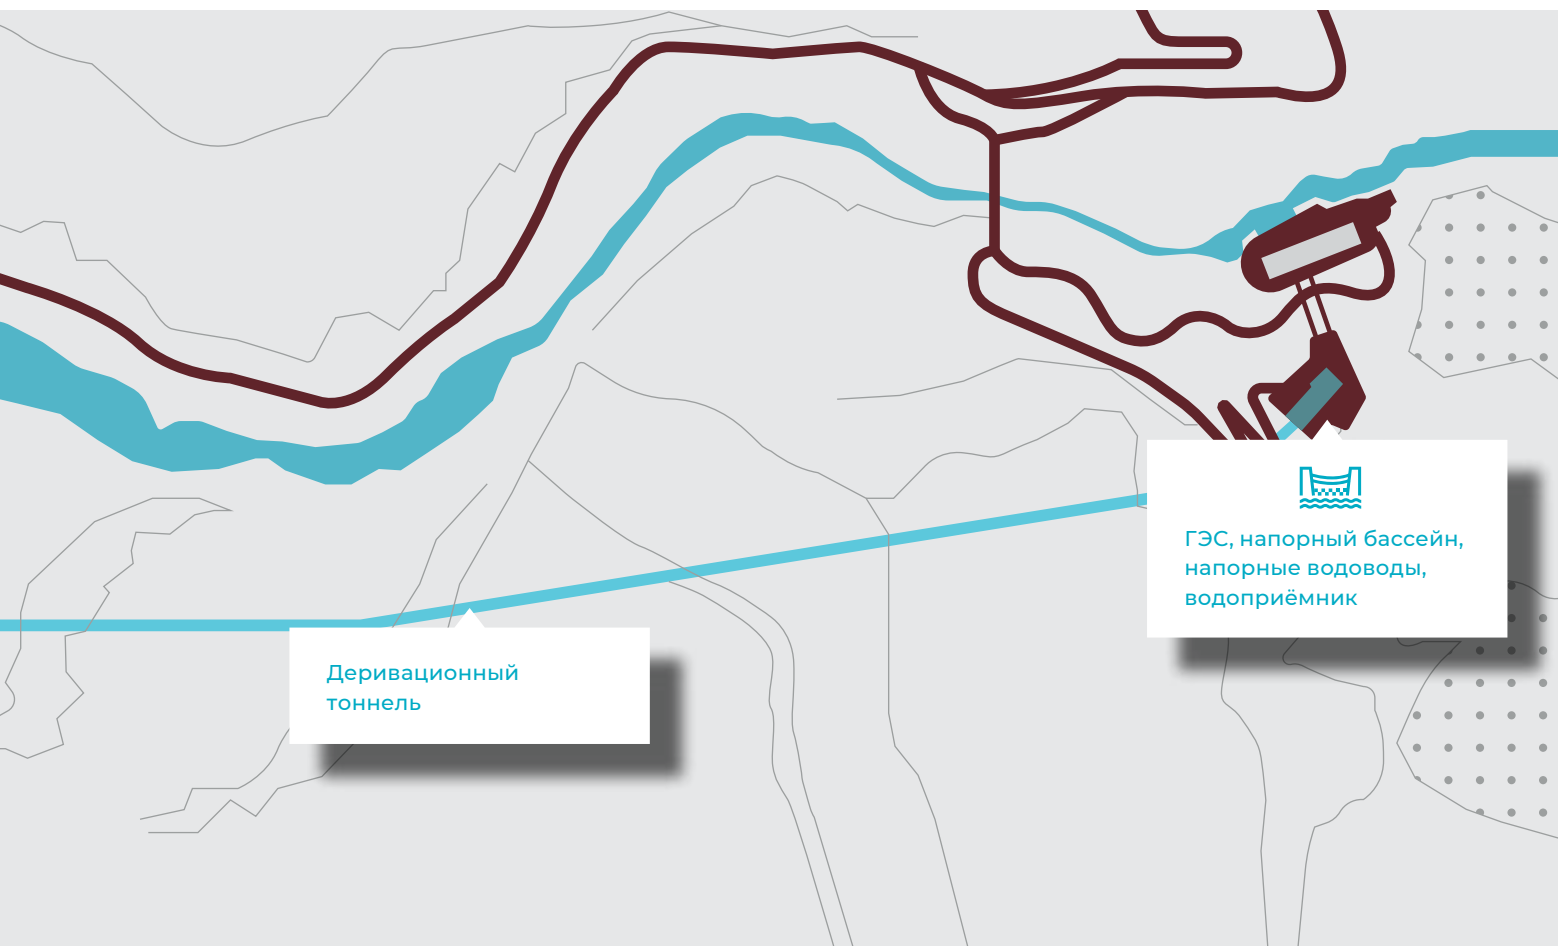 ГЭС, напорный бассейн,
напорные водоводы,
водоприёмник
Деривационный
тоннель